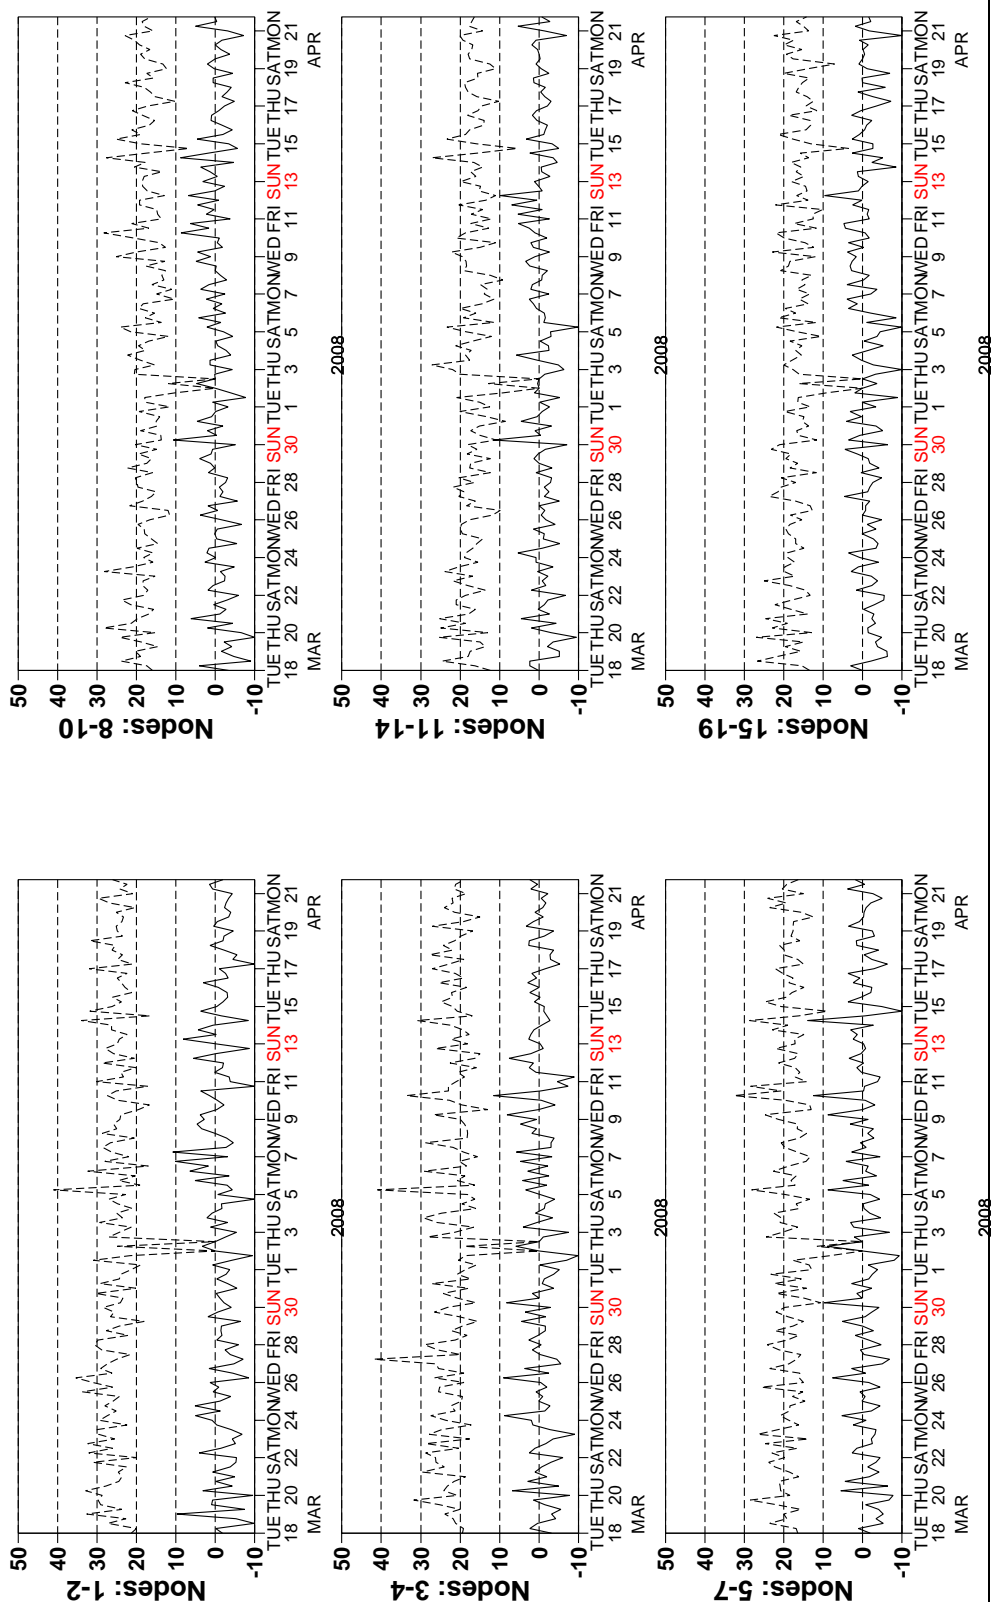 Nodes: 1-2
50
40
30
20
10
0
-10
TUE THU SAT MON WED FRI SUN TUE THU SAT MON WED FRI SUN TUE THU SAT MON
18 20 22 24 26 28 30 1 3 5 7 9 11 13 15 17 19 21
MAR APR
2008
Nodes: 3-4
50
40
30
20
10
0
-10
TUE THU SAT MON WED FRI SUN TUE THU SAT MON WED FRI SUN TUE THU SAT MON
18 20 22 24 26 28 30 1 3 5 7 9 11 13 15 17 19 21
MAR APR
2008
Nodes: 5-7
50
40
30
20
10
0
-10
TUE THU SAT MON WED FRI SUN TUE THU SAT MON WED FRI SUN TUE THU SAT MON
18 20 22 24 26 28 30 1 3 5 7 9 11 13 15 17 19 21
MAR APR
2008
Nodes: 8-10
50
40
30
20
10
0
-10
TUE THU SAT MON WED FRI SUN TUE THU SAT MON WED FRI SUN TUE THU SAT MON
18 20 22 24 26 28 30 1 3 5 7 9 11 13 15 17 19 21
MAR APR
2008
Nodes: 11-14
50
40
30
20
10
0
-10
TUE THU SAT MON WED FRI SUN TUE THU SAT MON WED FRI SUN TUE THU SAT MON
18 20 22 24 26 28 30 1 3 5 7 9 11 13 15 17 19 21
MAR APR
2008
Nodes: 15-19
50
40
30
20
10
0
-10
TUE THU SAT MON WED FRI SUN TUE THU SAT MON WED FRI SUN TUE THU SAT MON
18 20 22 24 26 28 30 1 3 5 7 9 11 13 15 17 19 21
MAR APR
2008